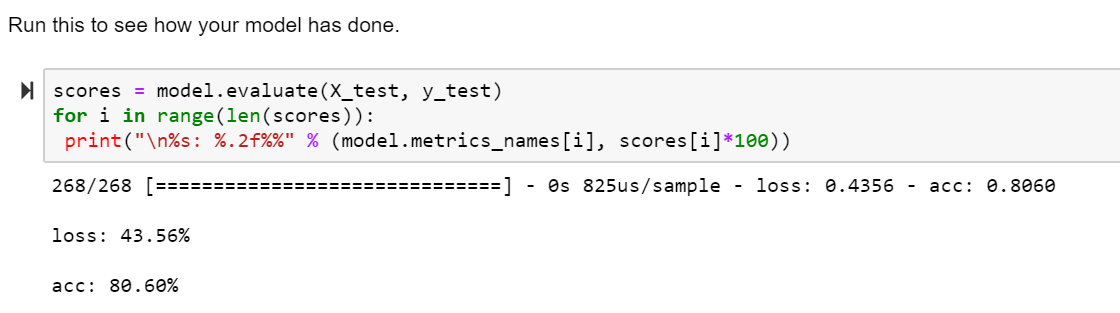 Run this to see how your model has done.
scores = model.evaluate(X_test, y_test)
for i in range(len(scores)):
 print("\n%s: %.2f%%" % (model.metrics_names[i], scores[i]*100))
268/268 [==============================] - 0s 825us/sample - loss: 0.4356 - acc: 0.8060
loss: 43.56%
acc: 80.60%